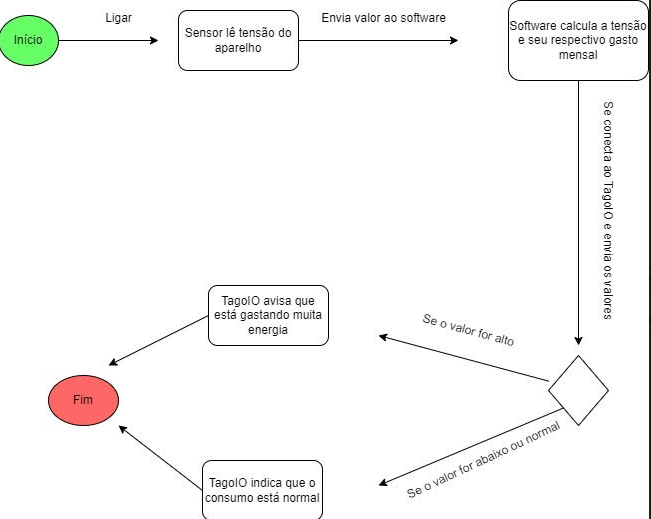 Início
Ligar
Sensor lê tensão do
aparelho
Envia valor ao software
Software calcula a tensão
e seu respectivo gasto
mensal
Se conecta ao TagoIO e envia os valores
Se o valor for alto
TagoIO avisa que
está gastando muita
energia
Fim
Se o valor for abaixo ou normal
TagoIO indica que o
consumo está normal